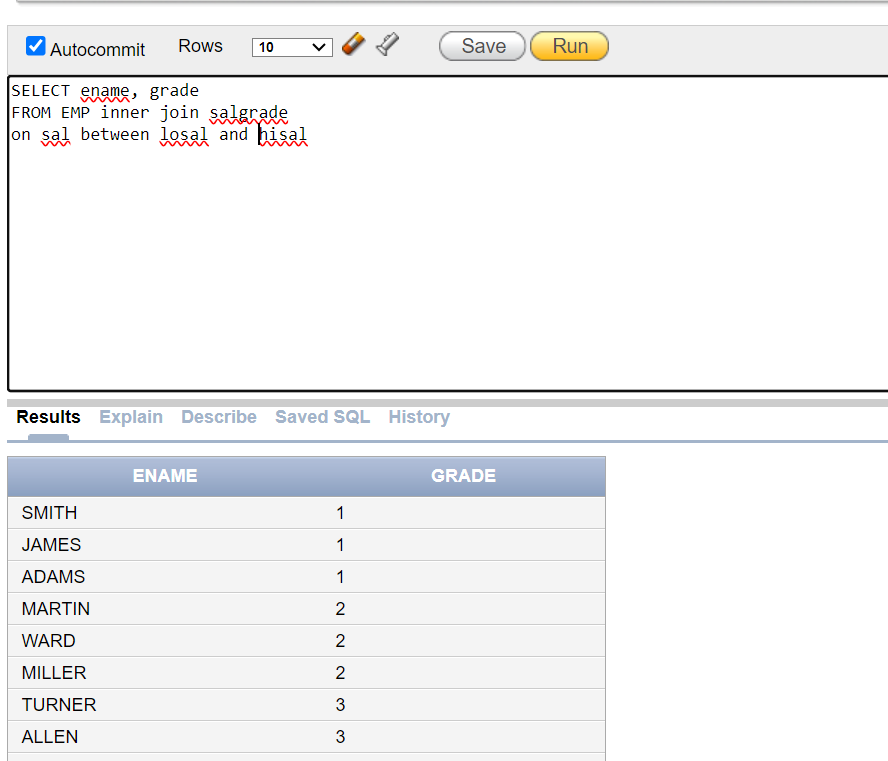 Autocommit Rows 10 Save Run
SELECT ename, grade
FROM EMP inner join salgrade
on sal between losal and hisal
Results Explain Describe Saved SQL History
ENAME GRADE
SMITH 1
JAMES 1
ADAMS 1
MARTIN 2
WARD 2
MILLER 2
TURNER 3
ALLEN 3